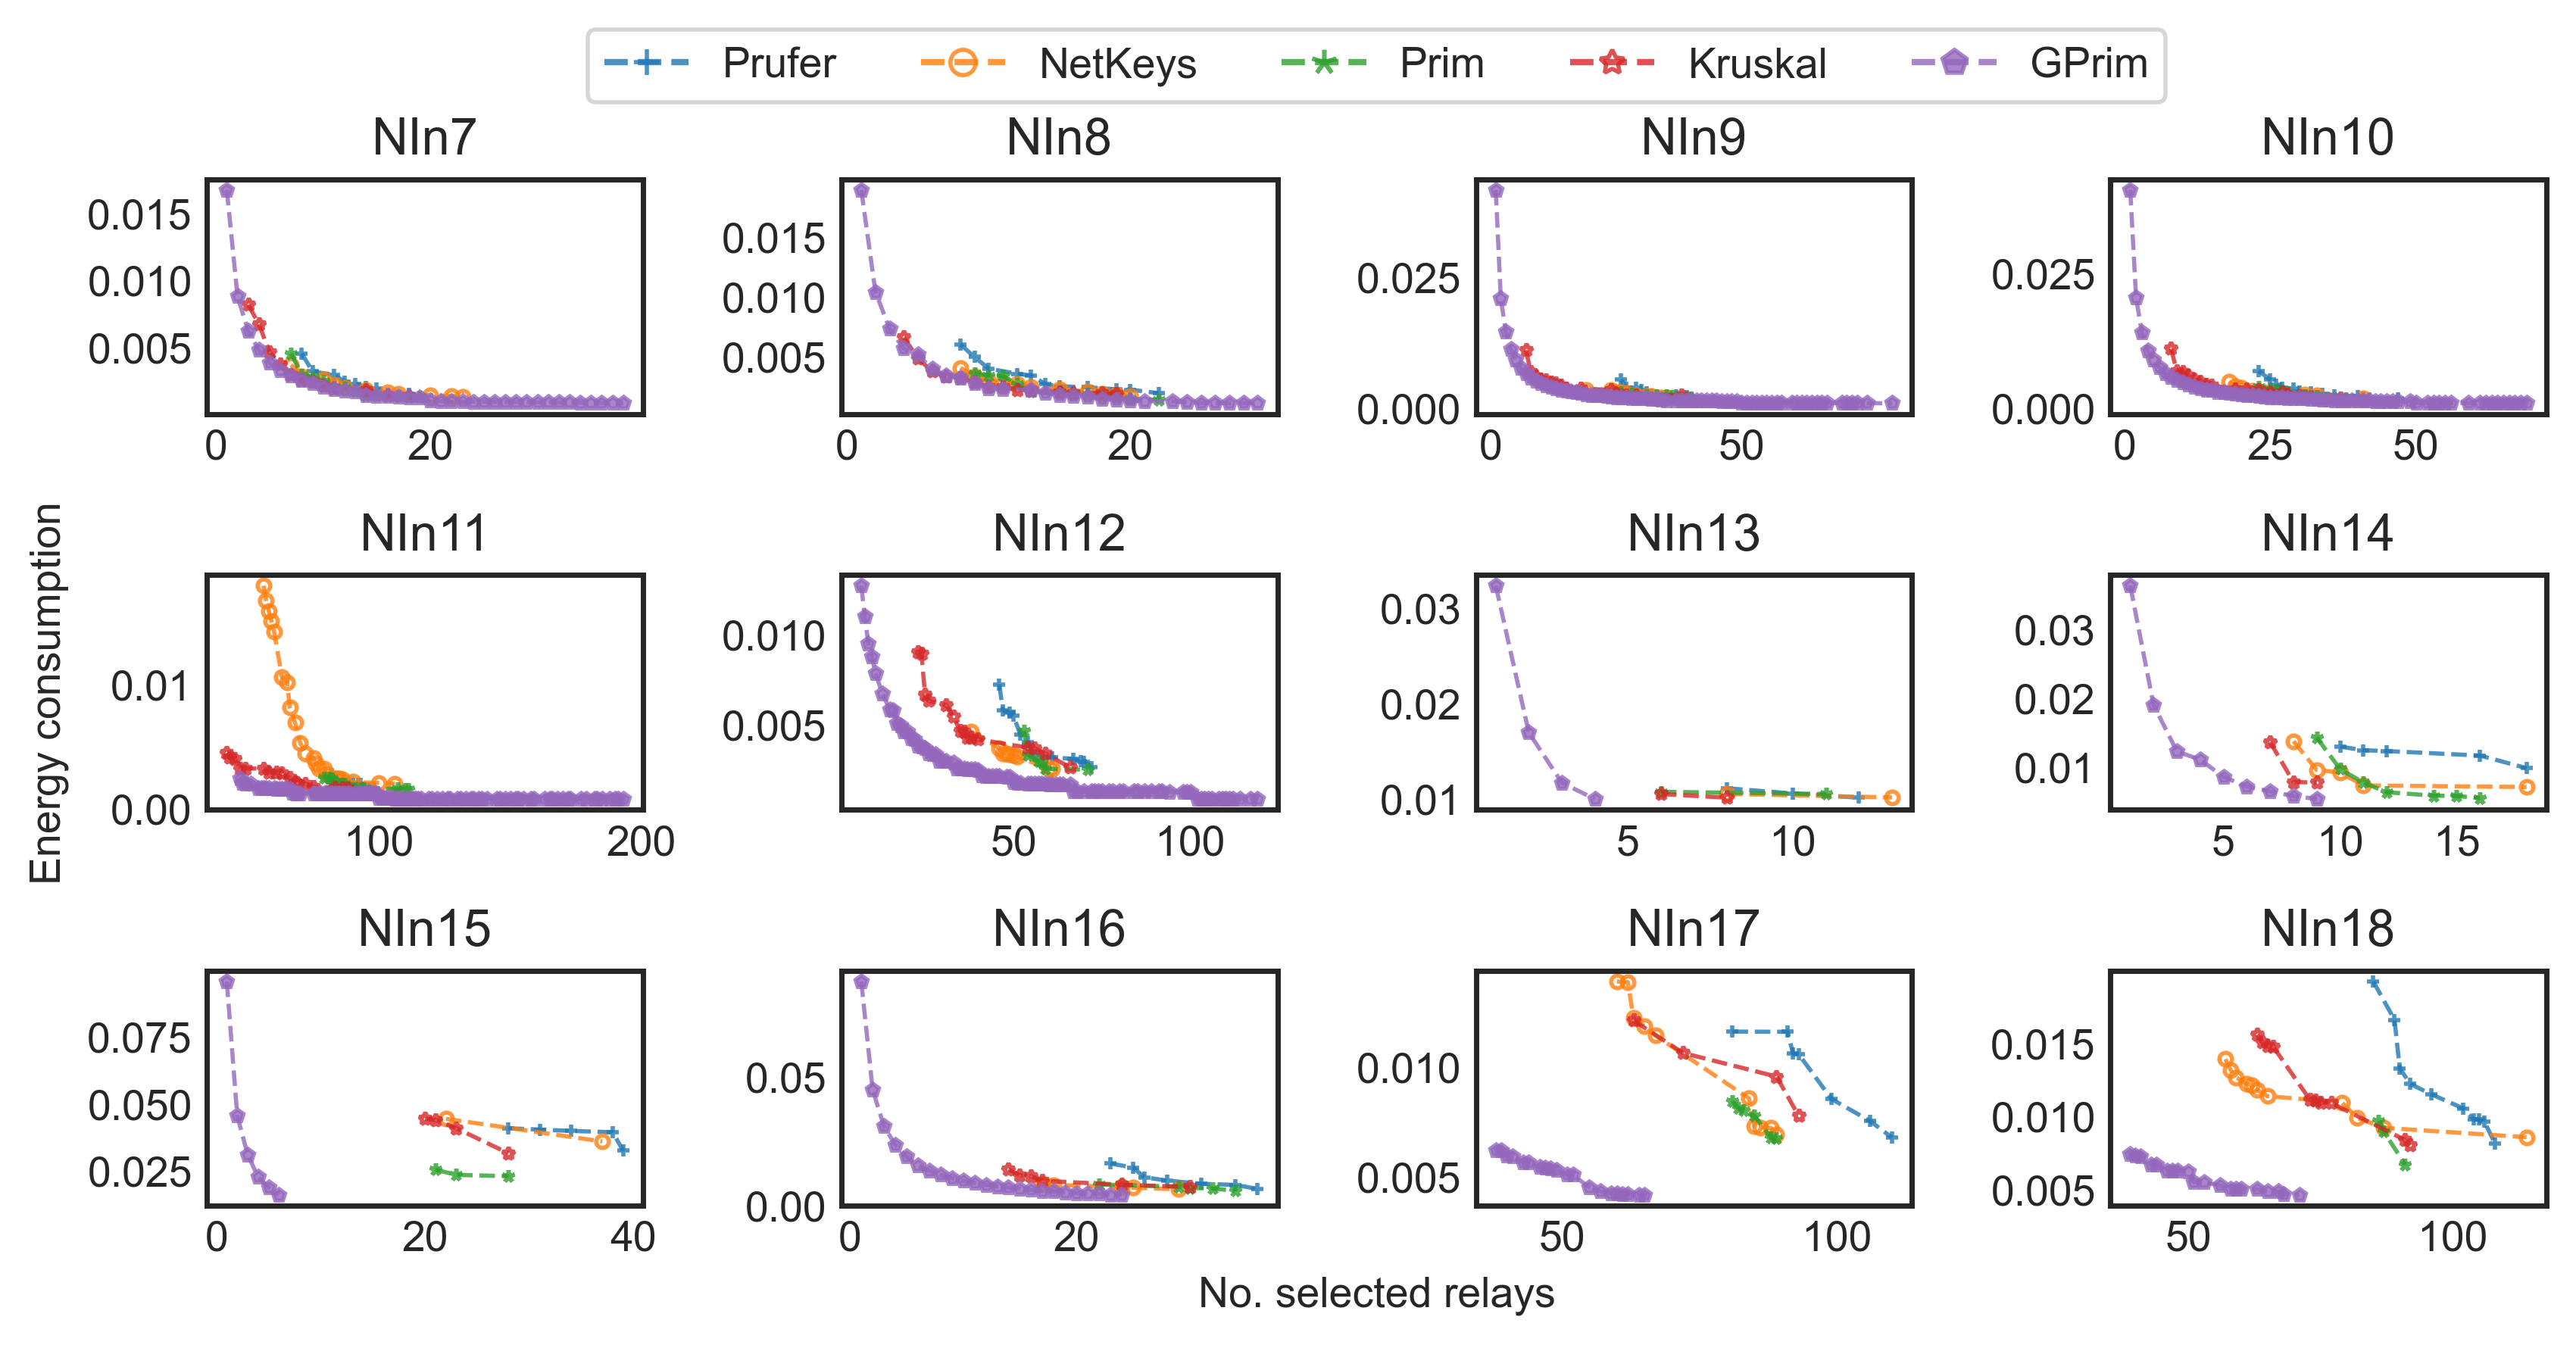 Prufer NetKeys Prim Kruskal GPrim
NIn7 NIn8 NIn9 NIn10
0.015 0.010 0.005
0 20
0.015 0.010 0.005
0 20
0.025 0.000
0 50
0.025 0.000
0 25 50
Energy consumption
NIn11 NIn12 NIn13 NIn14
0.01 0.00
100 200
0.010 0.005
50 100
0.03 0.02 0.01
5 10
0.03 0.02 0.01
5 10 15
NIn15 NIn16 NIn17 NIn18
0.075 0.050 0.025
0 20 40
0.05 0.00
0 20
0.010 0.005
50 100
0.015 0.010 0.005
50 100
No. selected relays